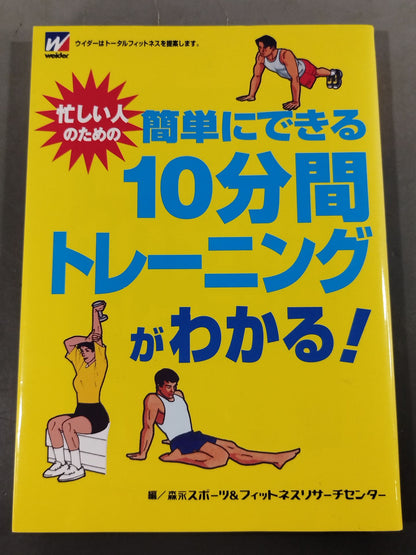 weider
ウイダーはトータルフィットネスを提案します。
忙しい人
のための
簡単にできる
10分間
トレーニング
がわかる!
編/森永スポーツ&フィットネスリサーチセンター